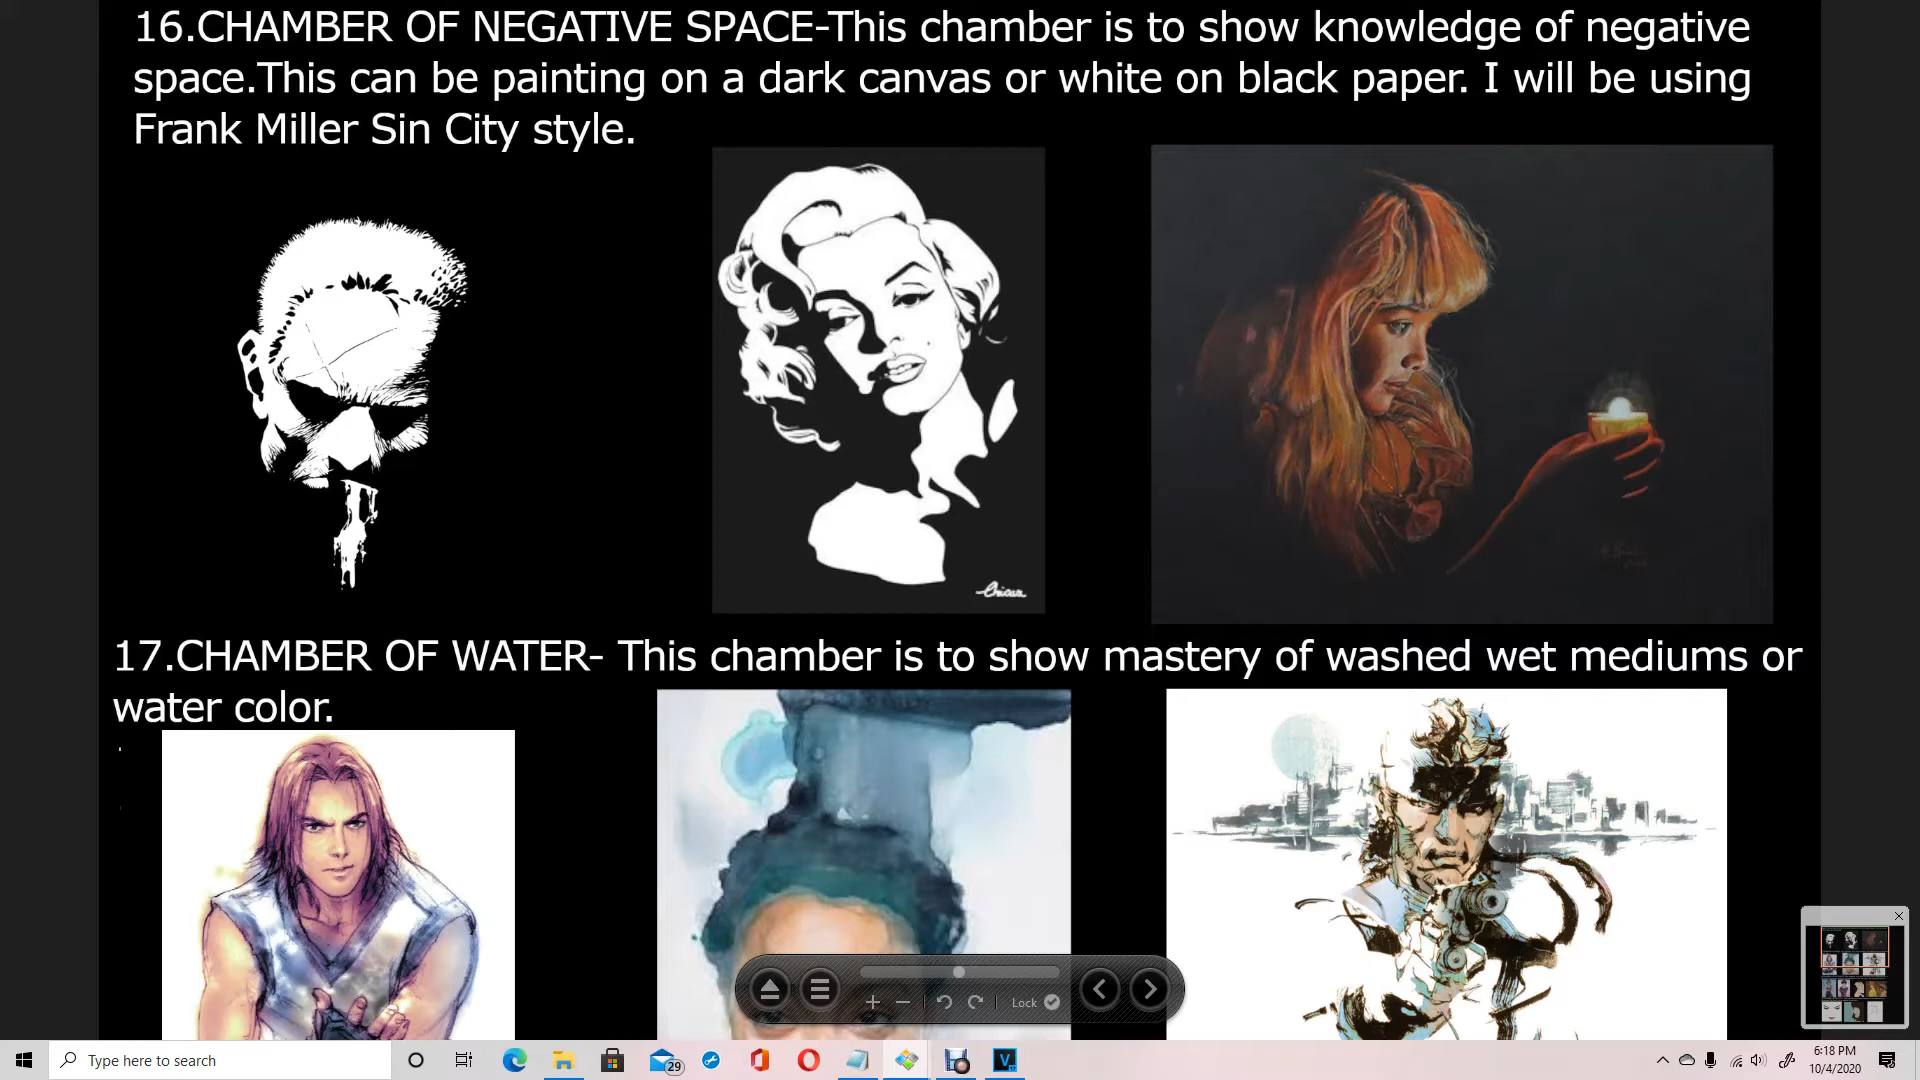 16.CHAMBER OF NEGATIVE SPACE-This chamber is to show knowledge of negative
space.This can be painting on a dark canvas or white on black paper. I will be using
Frank Miller Sin City style.
17.CHAMBER OF WATER- This chamber is to show mastery of washed wet mediums or
water color.
Lock
Type here to search
29
V
6:18 PM
10/4/2020